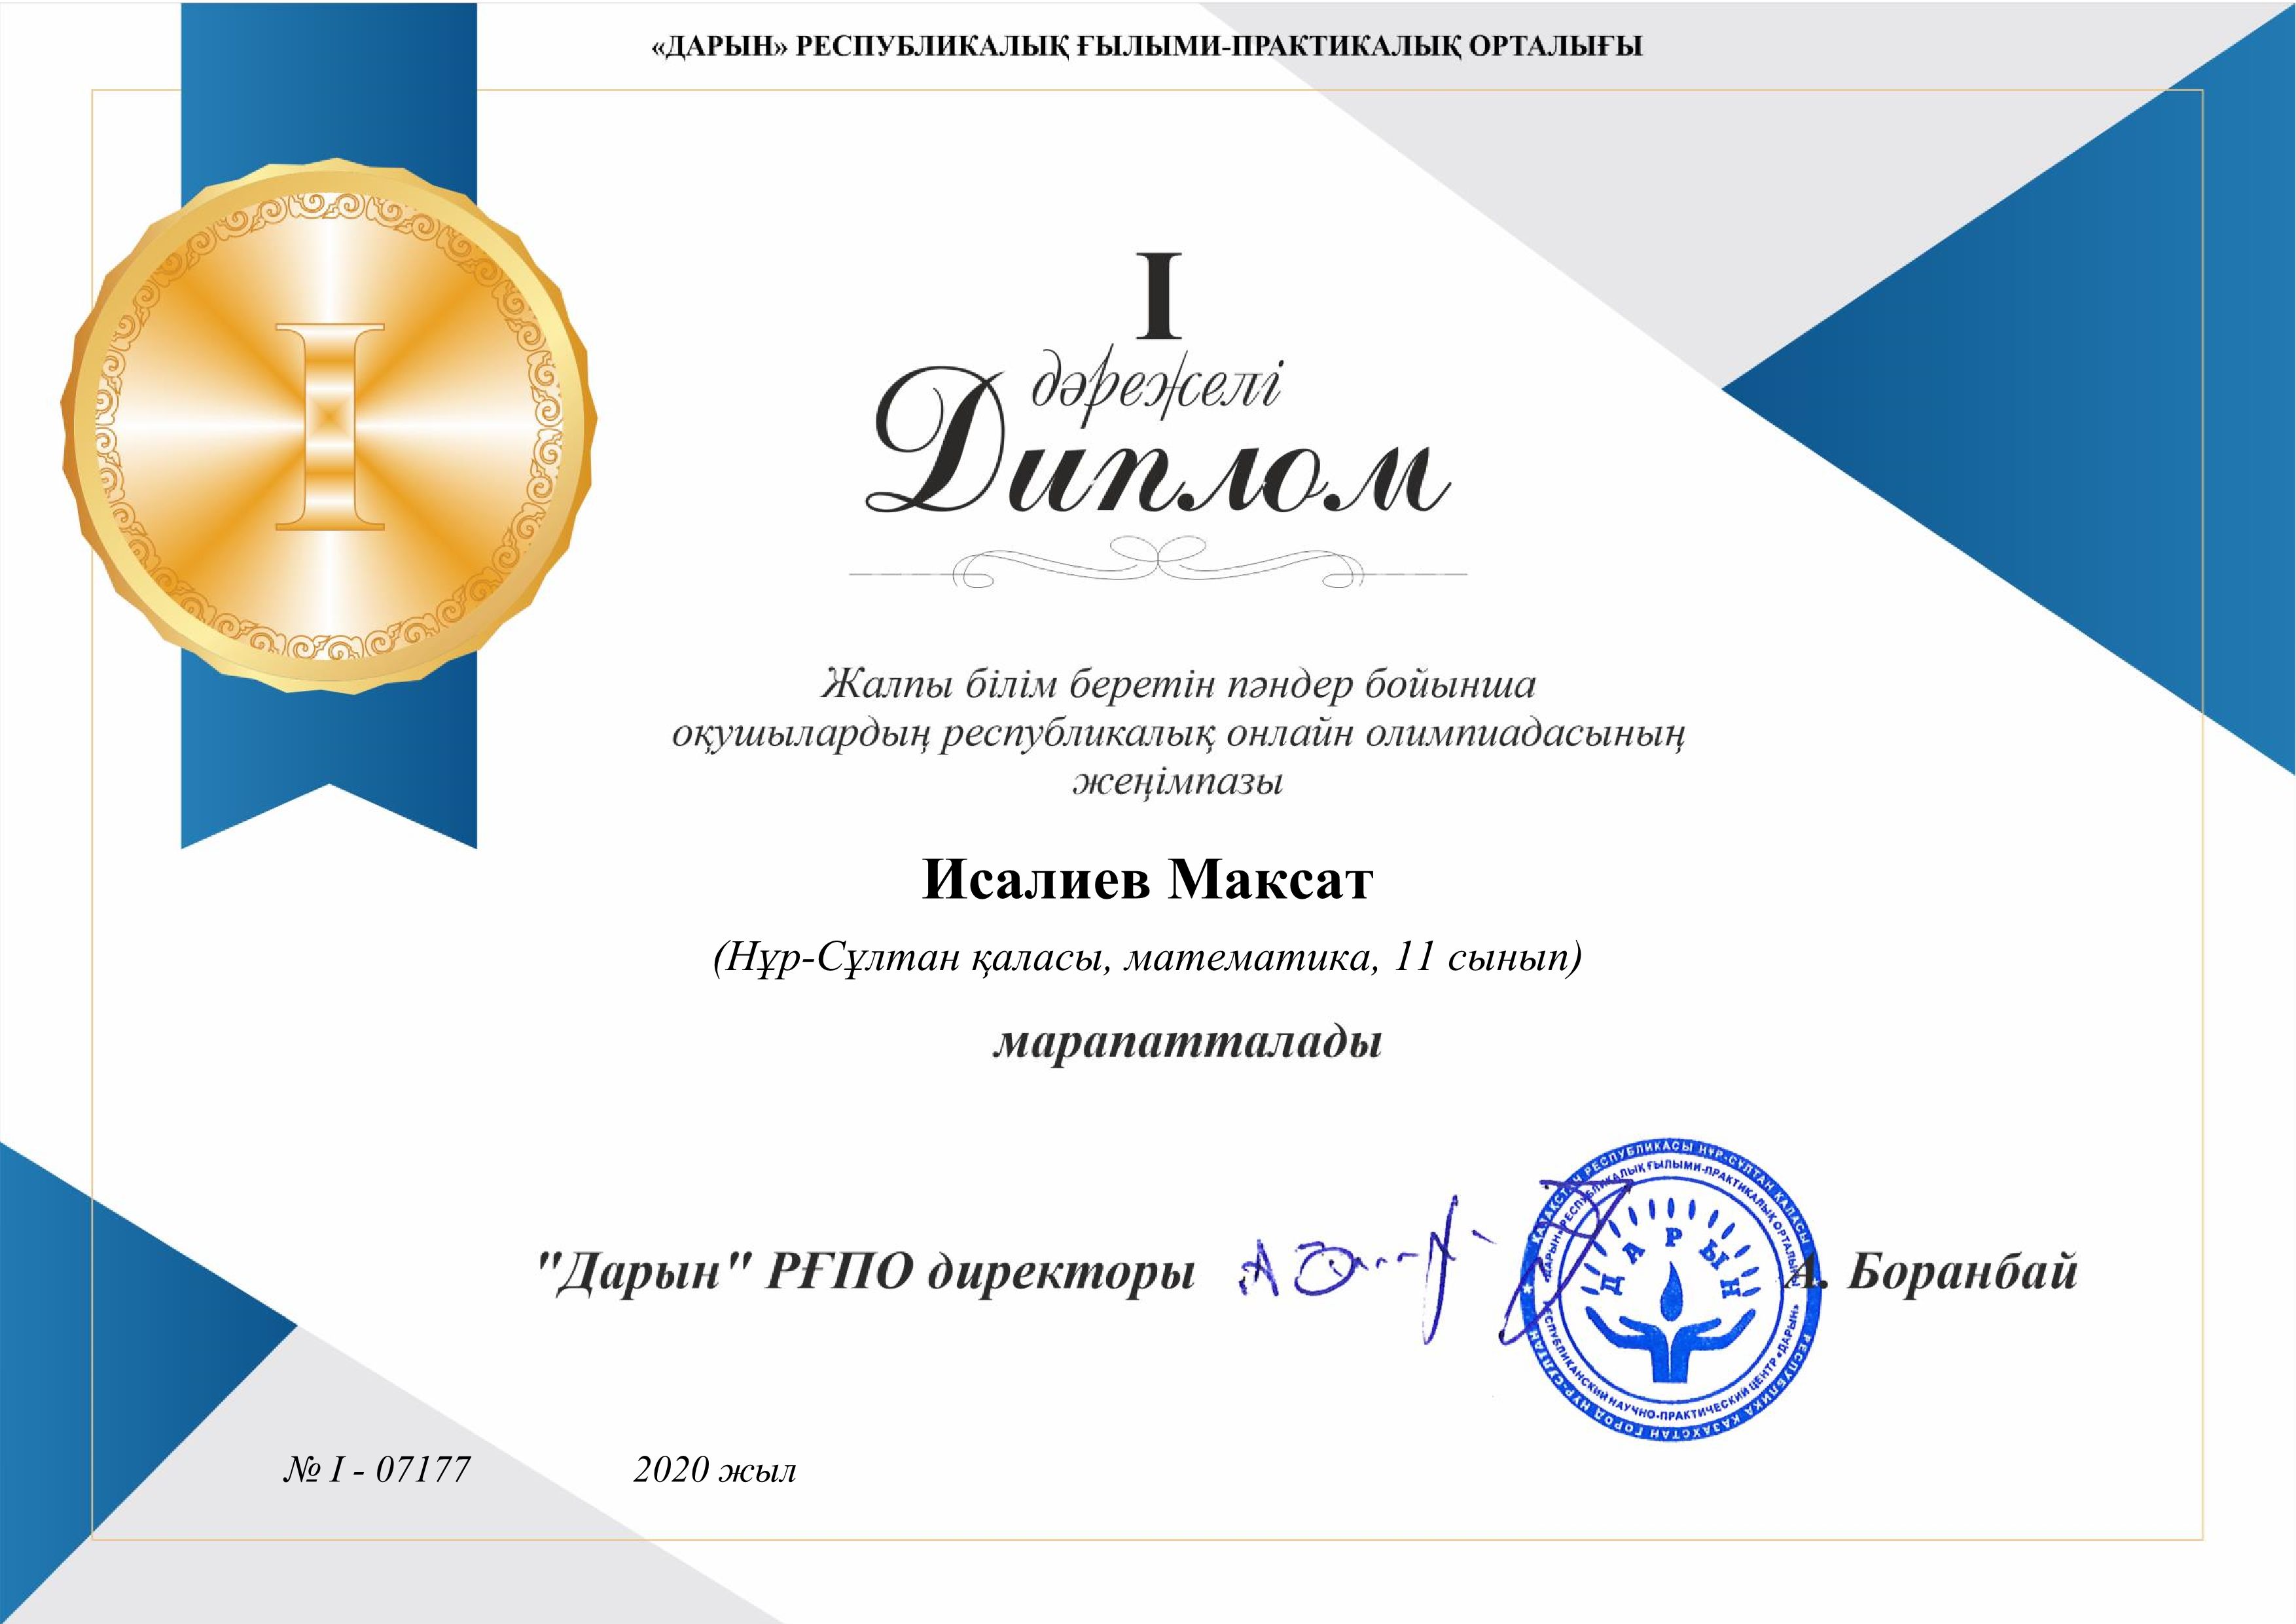 «ДАРЫН» РЕСПУБЛИКАЛЫҚ ҒЫЛЫМИ-ПРАКТИКАЛЫҚ ОРТАЛЫҒЫ
I
I
дәрежелі
Диплом
Жалпы білім беретін пәндер бойынша
оқушылардың республикалық онлайн олимпиадасының
жеңімпазы
Исалиев Максат
(Нұр-Сұлтан қаласы, математика, 11 сынып)
марапатталады
"Дарын" РҒПО директоры
А. Боранбай
ҚАЗАҚСТАН РЕСПУБЛИКАСЫ НҰР-СҰЛТАН ҚАЛАСЫ
РЕСПУБЛИКА КАЗАХСТАН ГОРОД НУР-СУЛТАН
«ДАРЫН» РЕСПУБЛИКАЛЫҚ ҒЫЛЫМИ-ПРАКТИКАЛЫҚ ОРТАЛЫҒЫ
РЕСПУБЛИКАНСКИЙ НАУЧНО-ПРАКТИЧЕСКИЙ ЦЕНТР «ДАРЫН»
ДАРЫН
№ I - 07177
2020 жыл